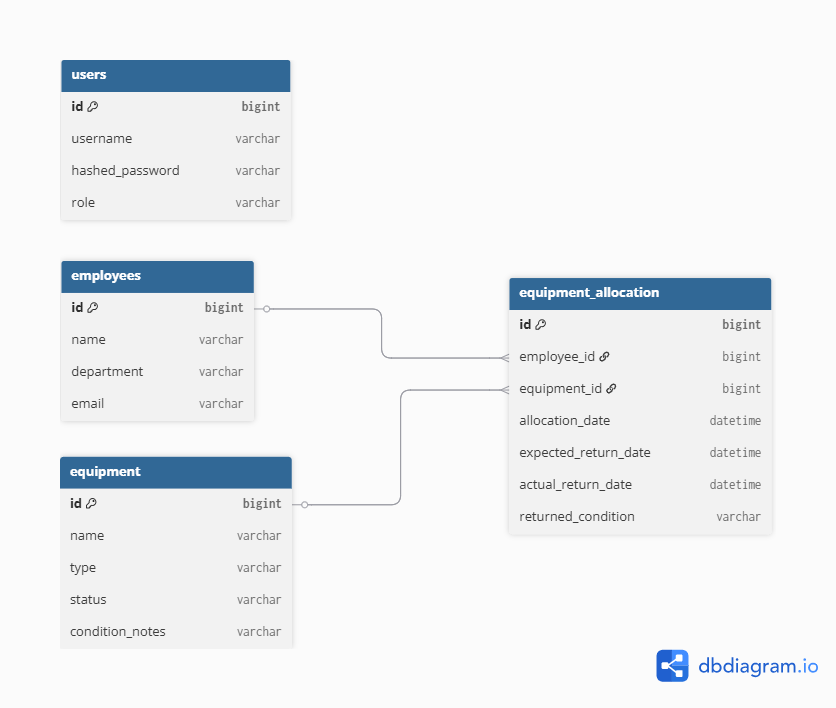 users
id bigint
username varchar
hashed_password varchar
role varchar
employees
id bigint
name varchar
department varchar
email varchar
equipment
id bigint
name varchar
type varchar
status varchar
condition_notes varchar
equipment_allocation
id bigint
employee_id bigint
equipment_id bigint
allocation_date datetime
expected_return_date datetime
actual_return_date datetime
returned_condition varchar
dbdiagram.io